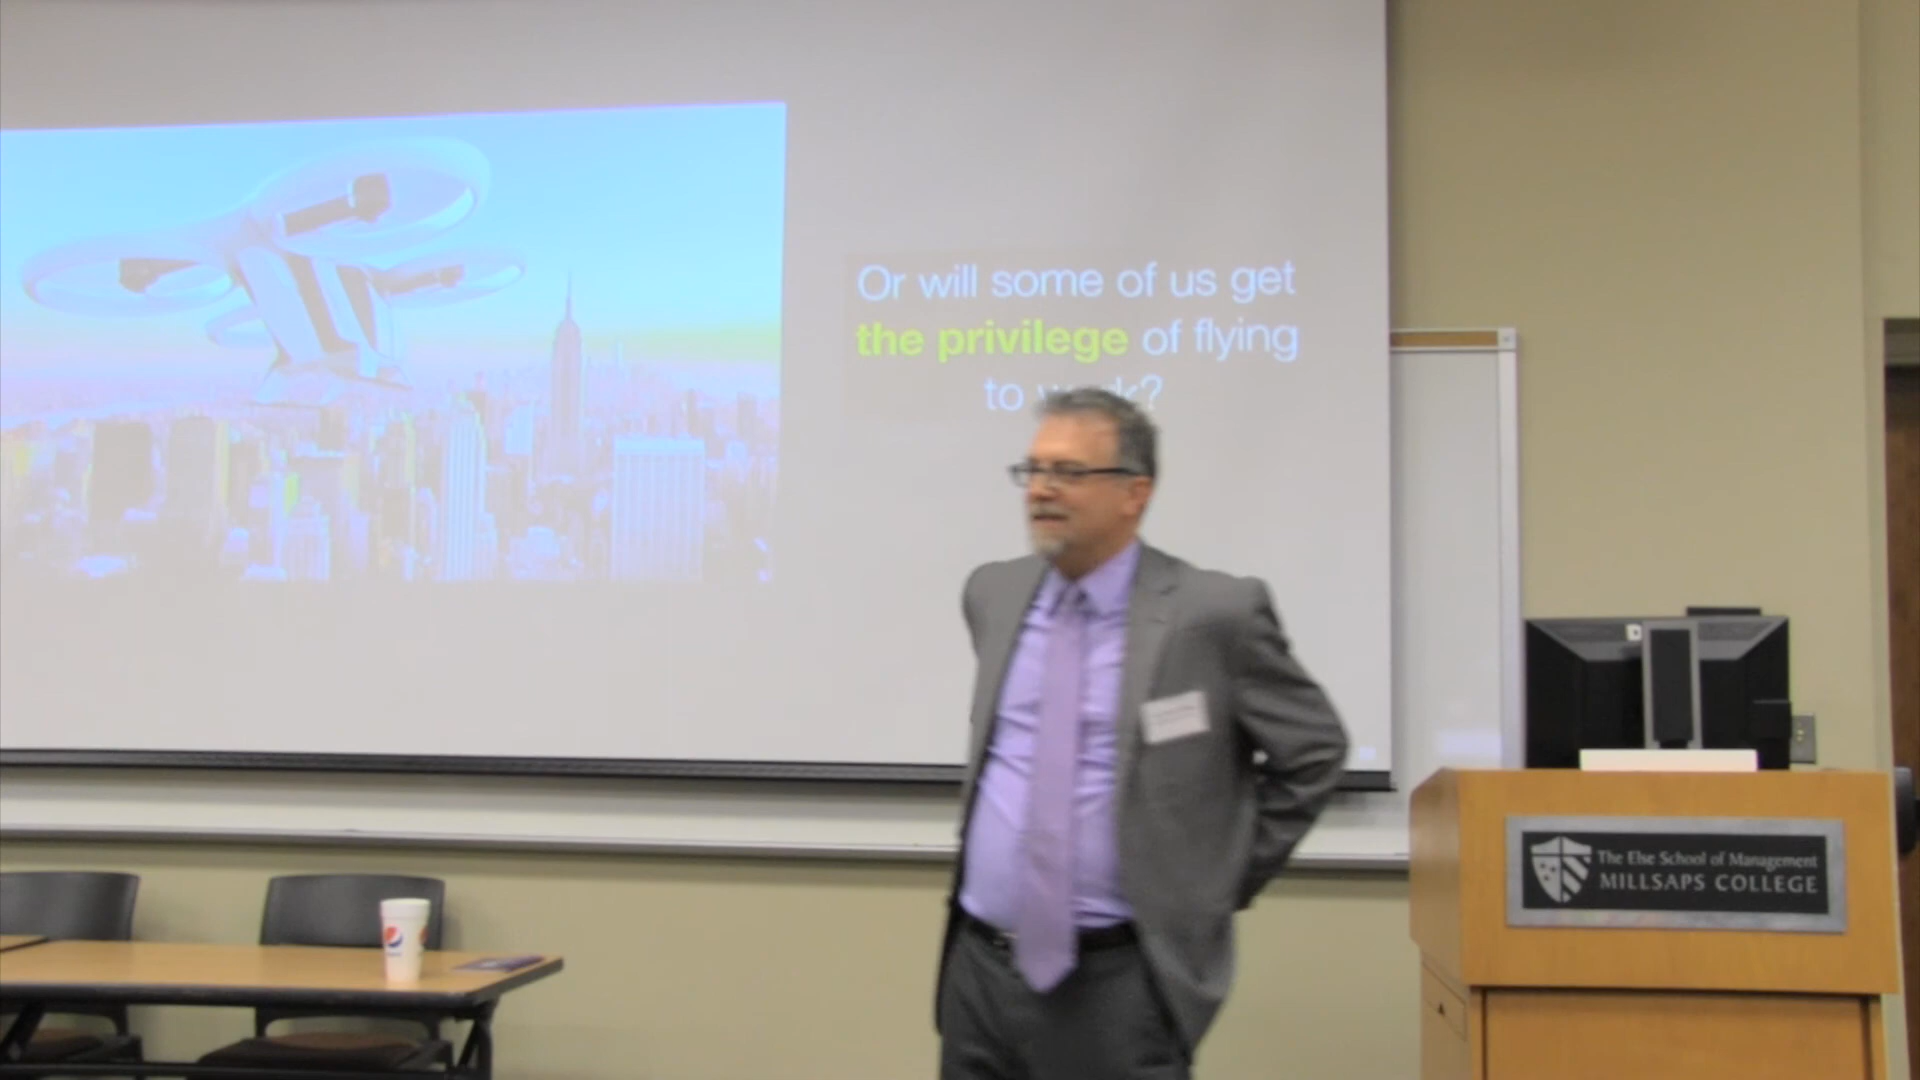 Or will some of us get
the privilege of flying
to work?
The Else School of Management
MILLSAPS COLLEGE